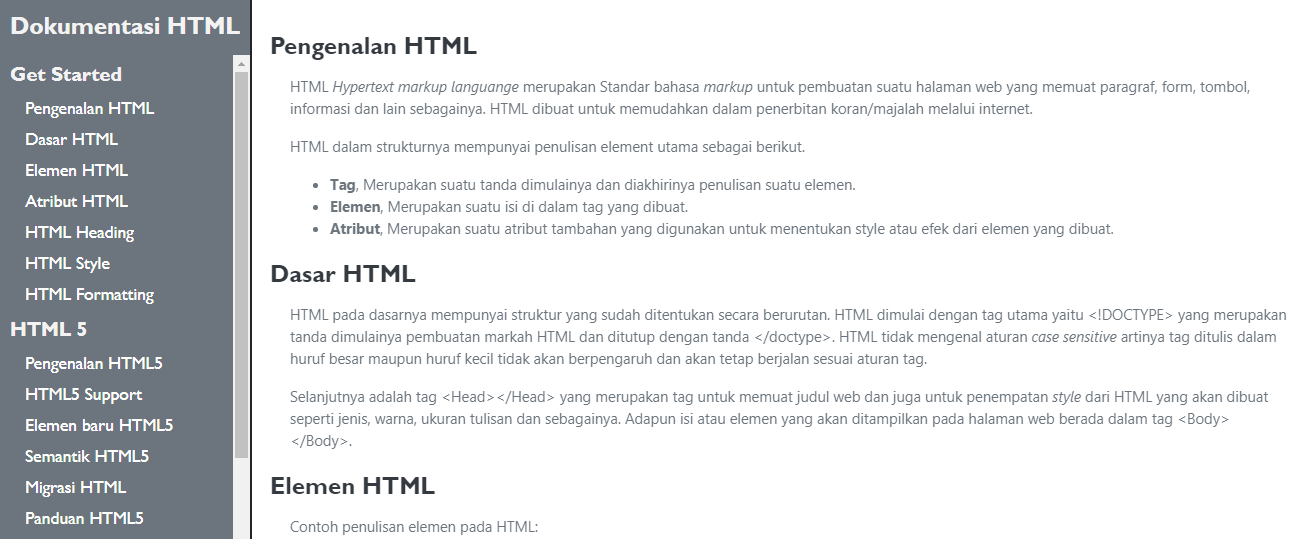 Dokumentasi HTML
Get Started
Pengenalan HTML
Dasar HTML
Elemen HTML
Atribut HTML
HTML Heading
HTML Style
HTML Formatting
HTML 5
Pengenalan HTML5
HTML5 Support
Elemen baru HTML5
Semantik HTML5
Migrasi HTML
Panduan HTML5
Pengenalan HTML
HTML Hypertext markup languange merupakan Standar bahasa markup untuk pembuatan suatu halaman web yang memuat paragraf, form, tombol,
informasi dan lain sebagainya. HTML dibuat untuk memudahkan dalam penerbitan koran/majalah melalui internet.
HTML dalam strukturnya mempunyai penulisan element utama sebagai berikut.
• Tag, Merupakan suatu tanda dimulainya dan diakhirinya penulisan suatu elemen.
• Elemen, Merupakan suatu isi di dalam tag yang dibuat.
• Atribut, Merupakan suatu atribut tambahan yang digunakan untuk menentukan style atau efek dari elemen yang dibuat.
Dasar HTML
HTML pada dasarnya mempunyai struktur yang sudah ditentukan secara berurutan. HTML dimulai dengan tag utama yaitu <!DOCTYPE> yang merupakan
tanda dimulainya pembuatan markah HTML dan ditutup dengan tanda </doctype>. HTML tidak mengenal aturan case sensitive artinya tag ditulis dalam
huruf besar maupun huruf kecil tidak akan berpengaruh dan akan tetap berjalan sesuai aturan tag.
Selanjutnya adalah tag <Head></Head> yang merupakan tag untuk memuat judul web dan juga untuk penempatan style dari HTML yang akan dibuat
seperti jenis, warna, ukuran tulisan dan sebagainya. Adapun isi atau elemen yang akan ditampilkan pada halaman web berada dalam tag <Body>
</Body>.
Elemen HTML
Contoh penulisan elemen pada HTML: